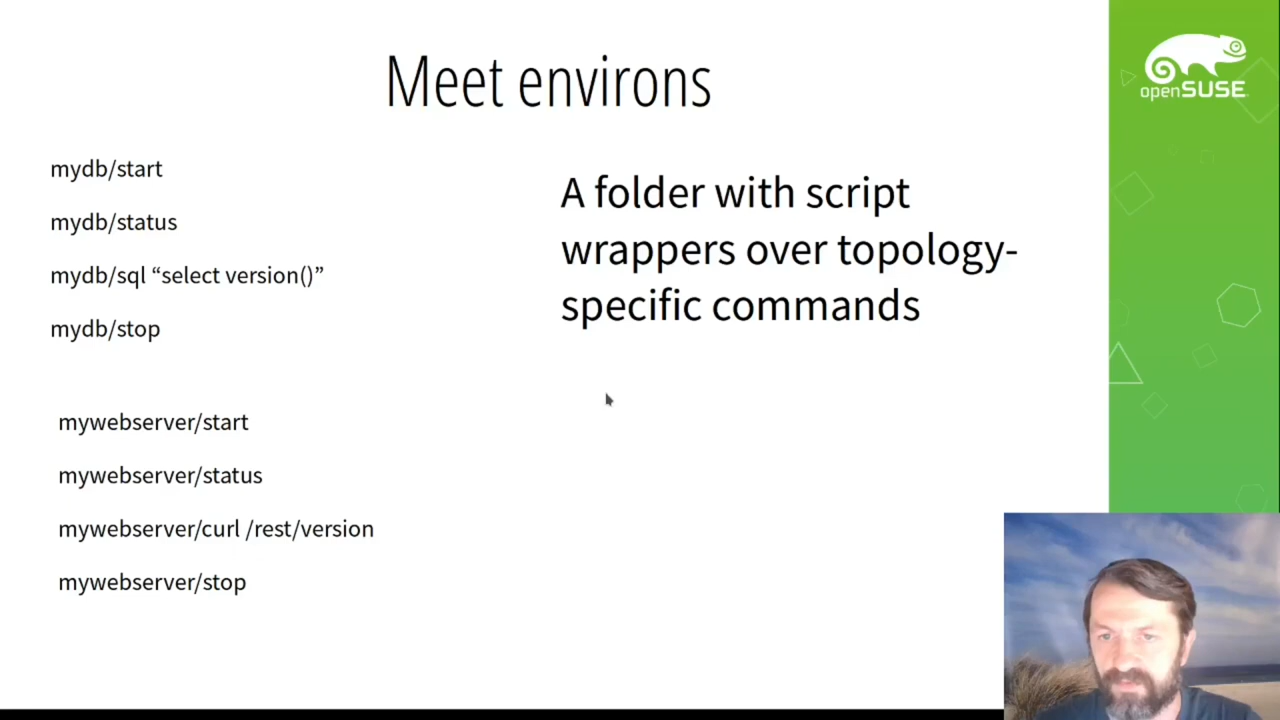 Meet environs
mydb/start
mydb/status
mydb/sql “select version()”
mydb/stop
mywebserver/start
mywebserver/status
mywebserver/curl /rest/version
mywebserver/stop
A folder with script
wrappers over topology-
specific commands
openSUSE